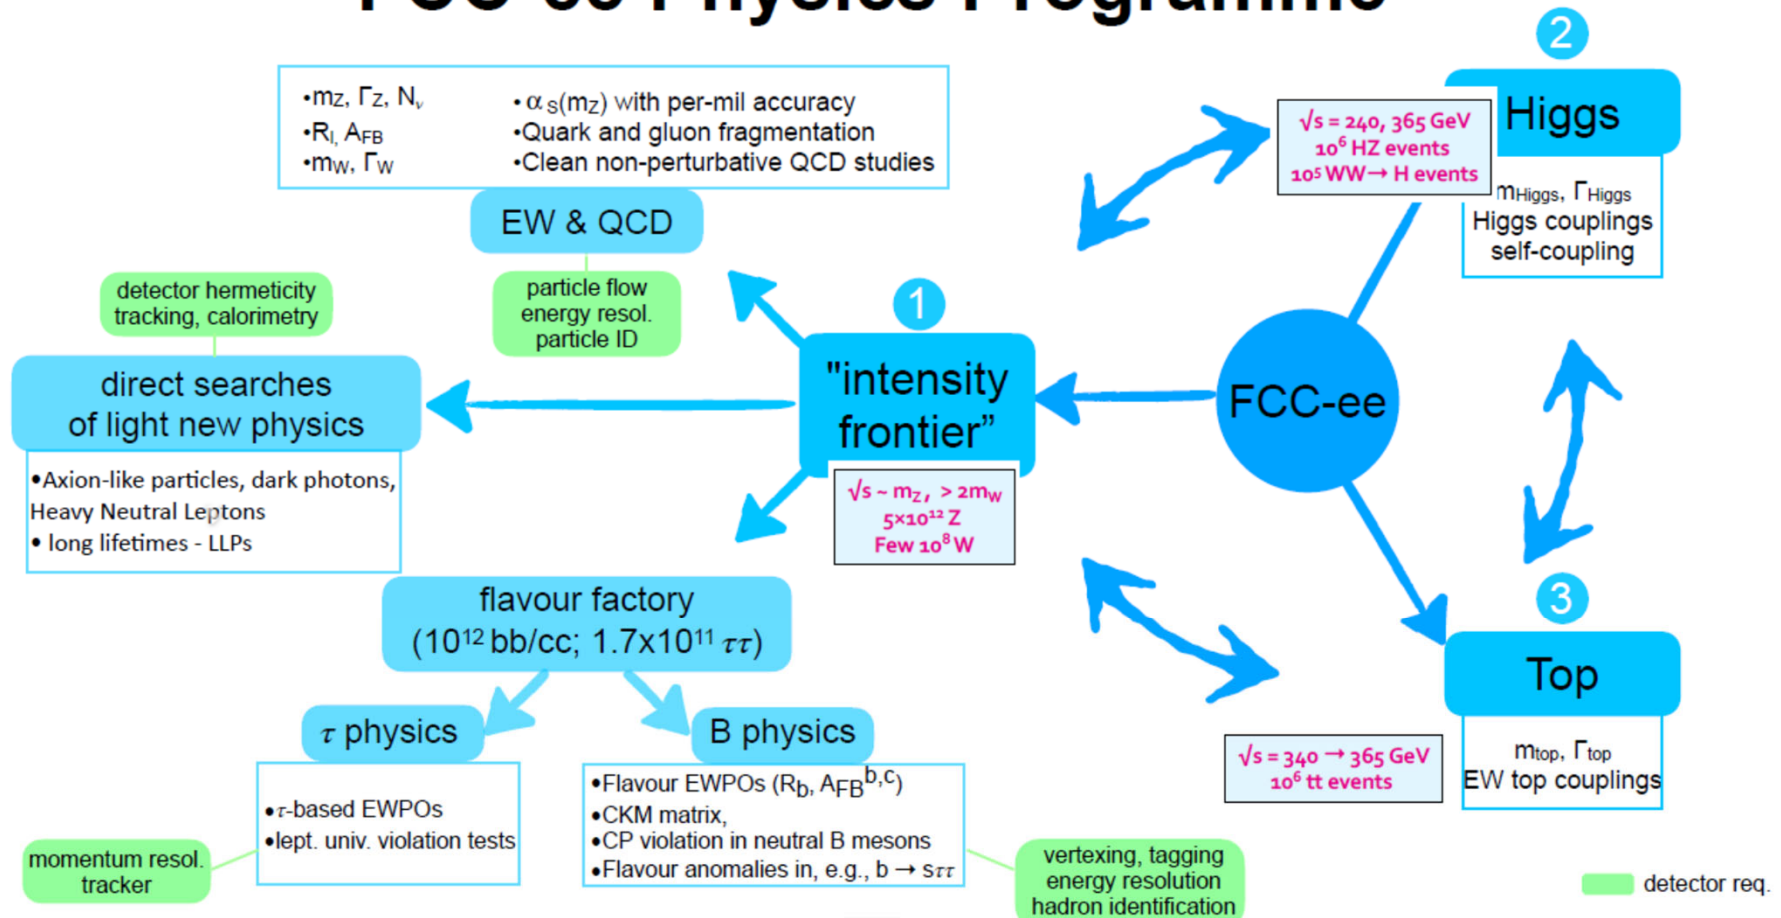 FCC-ee Physics Programme
•mZ, ΓZ, Nν
•Rl, AFB
•mW, ΓW
•αS(mZ) with per-mil accuracy
•Quark and gluon fragmentation
•Clean non-perturbative QCD studies
EW & QCD
particle flow
energy resol.
particle ID
detector hermeticity
tracking, calorimetry
direct searches
of light new physics
•Axion-like particles, dark photons,
Heavy Neutral Leptons
• long lifetimes - LLPs
1
"intensity
frontier”
√s ~ mZ, > 2mW
5×10¹² Z
Few 10⁸ W
flavour factory
(10¹² bb/cc; 1.7x10¹¹ ττ)
τ physics
•τ-based EWPOs
•lept. univ. violation tests
momentum resol.
tracker
B physics
•Flavour EWPOs (Rb, AFBb,c)
•CKM matrix,
•CP violation in neutral B mesons
•Flavour anomalies in, e.g., b → sττ
vertexing, tagging
energy resolution
hadron identification
FCC-ee
2
Higgs
√s = 240, 365 GeV
10⁶ HZ events
10⁵ WW→ H events
mHiggs, ΓHiggs
Higgs couplings
self-coupling
3
Top
√s = 340 → 365 GeV
10⁶ tt events
mtop, Γtop
EW top couplings
detector req.